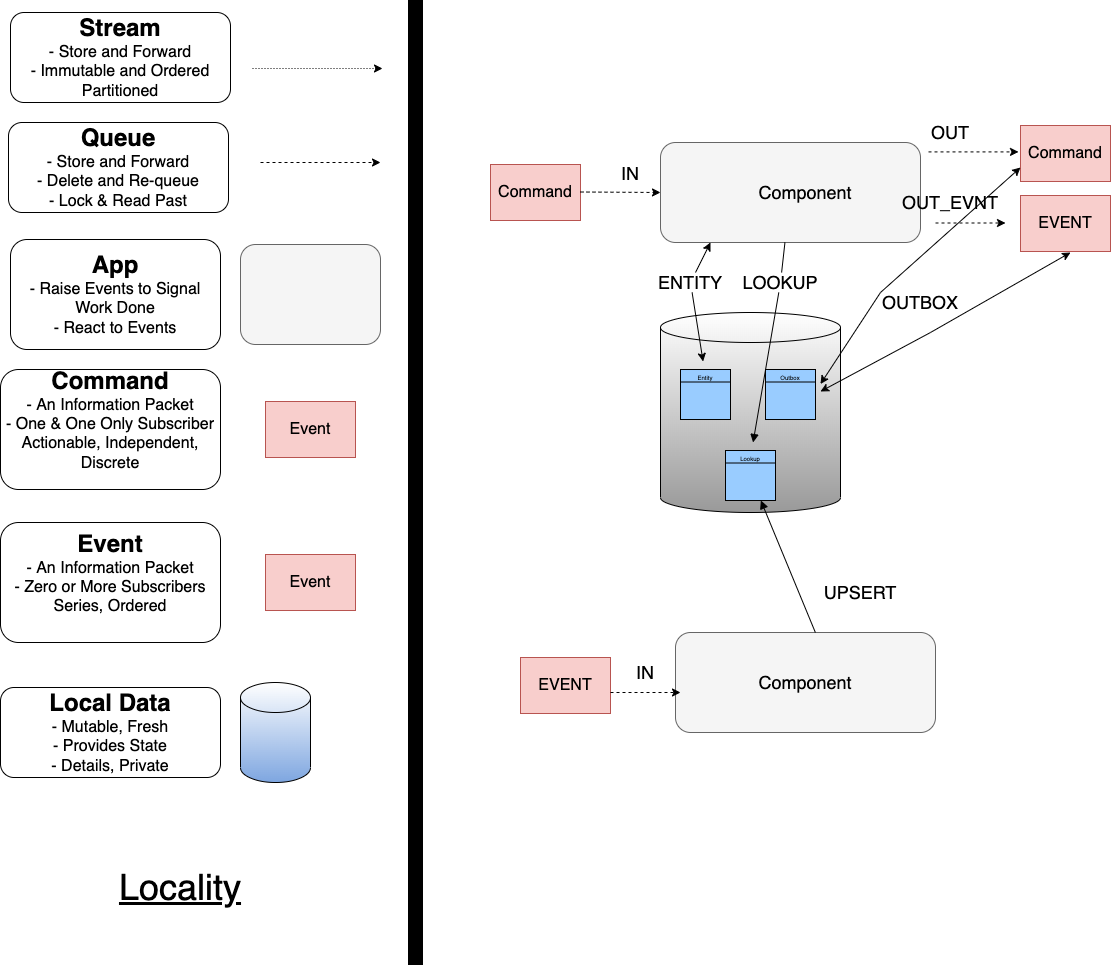 Stream
- Store and Forward
- Immutable and Ordered
Partitioned
Queue
- Store and Forward
- Delete and Re-queue
- Lock & Read Past
App
- Raise Events to Signal
Work Done
- React to Events
Command
- An Information Packet
- One & One Only Subscriber
Actionable, Independent,
Discrete
Event
Event
- An Information Packet
- Zero or More Subscribers
Series, Ordered
Event
Local Data
- Mutable, Fresh
- Provides State
- Details, Private
Locality
Command
IN
Component
OUT
Command
OUT_EVNT
EVENT
ENTITY
LOOKUP
OUTBOX
Entity
Outbox
Lookup
UPSERT
EVENT
IN
Component